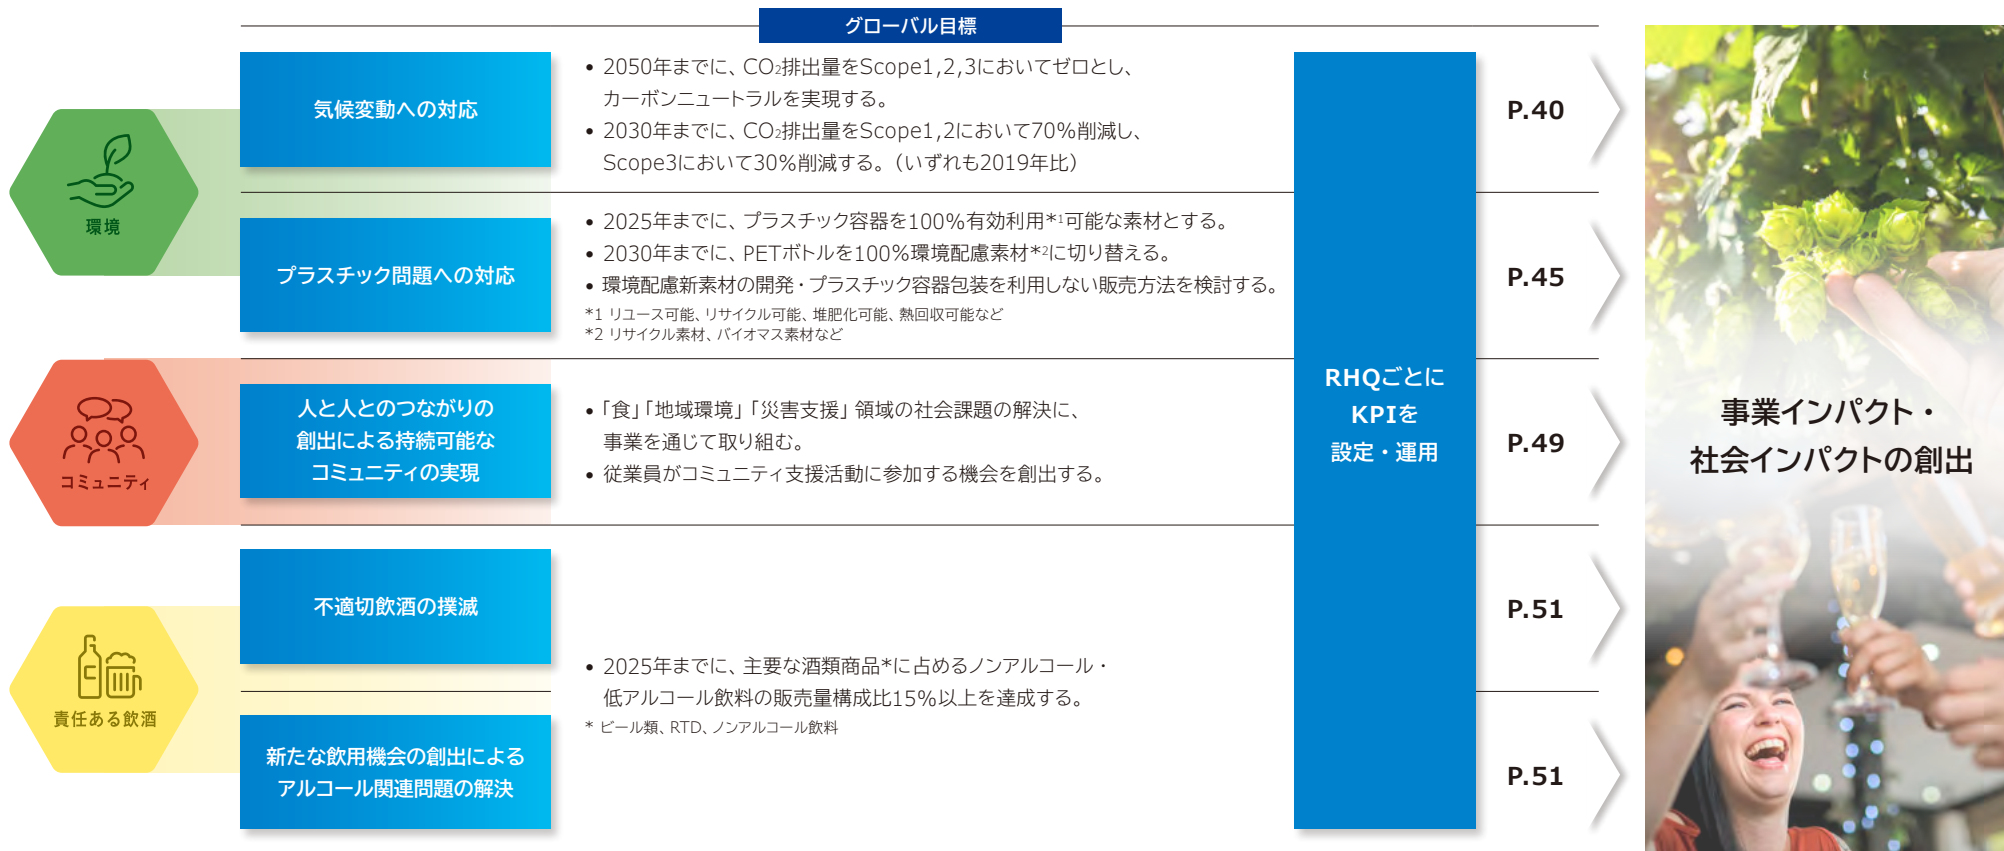 グローバル目標
環境
気候変動への対応
• 2050年までに、CO₂排出量をScope1,2,3においてゼロとし、
カーボンニュートラルを実現する。
• 2030年までに、CO₂排出量をScope1,2において70%削減し、
Scope3において30%削減する。（いずれも2019年比）
P.40
プラスチック問題への対応
• 2025年までに、プラスチック容器を100%有効利用*¹可能な素材とする。
• 2030年までに、PETボトルを100%環境配慮素材*²に切り替える。
• 環境配慮新素材の開発・プラスチック容器包装を利用しない販売方法を検討する。
*1 リユース可能、リサイクル可能、堆肥化可能、熱回収可能など
*2 リサイクル素材、バイオマス素材など
P.45
コミュニティ
人と人とのつながりの
創出による持続可能な
コミュニティの実現
• 「食」「地域環境」「災害支援」領域の社会課題の解決に、
事業を通じて取り組む。
• 従業員がコミュニティ支援活動に参加する機会を創出する。
P.49
責任ある飲酒
不適切飲酒の撲滅
P.51
新たな飲用機会の創出による
アルコール関連問題の解決
• 2025年までに、主要な酒類商品*に占めるノンアルコール・
低アルコール飲料の販売量構成比15%以上を達成する。
* ビール類、RTD、ノンアルコール飲料
P.51
RHQごとに
KPIを
設定・運用
事業インパクト・
社会インパクトの創出